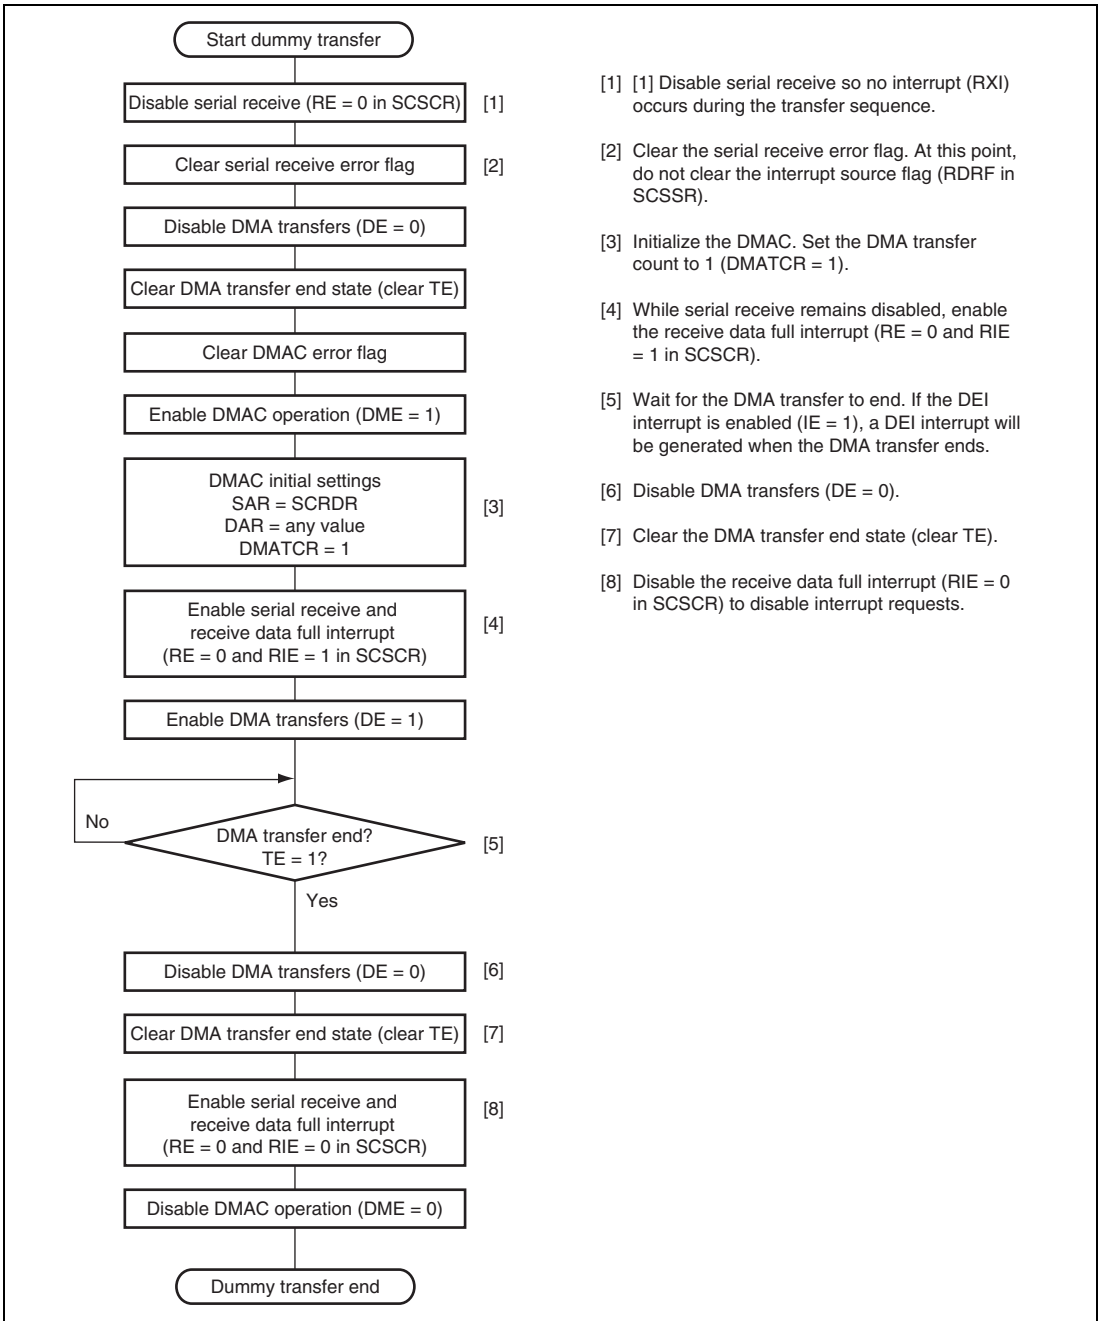 Start dummy transfer
Disable serial receive (RE = 0 in SCSCR) [1]
Clear serial receive error flag [2]
Disable DMA transfers (DE = 0)
Clear DMA transfer end state (clear TE)
Clear DMAC error flag
Enable DMAC operation (DME = 1)
DMAC initial settings
SAR = SCRDR
DAR = any value
DMATCR = 1
[3]
Enable serial receive and
receive data full interrupt
(RE = 0 and RIE = 1 in SCSCR)
[4]
Enable DMA transfers (DE = 1)
No
DMA transfer end?
TE = 1?
[5]
Yes
Disable DMA transfers (DE = 0) [6]
Clear DMA transfer end state (clear TE) [7]
Enable serial receive and
receive data full interrupt
(RE = 0 and RIE = 0 in SCSCR)
[8]
Disable DMAC operation (DME = 0)
Dummy transfer end
[1] [1] Disable serial receive so no interrupt (RXI)
occurs during the transfer sequence.
[2] Clear the serial receive error flag. At this point,
do not clear the interrupt source flag (RDRF in
SCSSR).
[3] Initialize the DMAC. Set the DMA transfer
count to 1 (DMATCR = 1).
[4] While serial receive remains disabled, enable
the receive data full interrupt (RE = 0 and RIE
= 1 in SCSCR).
[5] Wait for the DMA transfer to end. If the DEI
interrupt is enabled (IE = 1), a DEI interrupt will
be generated when the DMA transfer ends.
[6] Disable DMA transfers (DE = 0).
[7] Clear the DMA transfer end state (clear TE).
[8] Disable the receive data full interrupt (RIE = 0
in SCSCR) to disable interrupt requests.